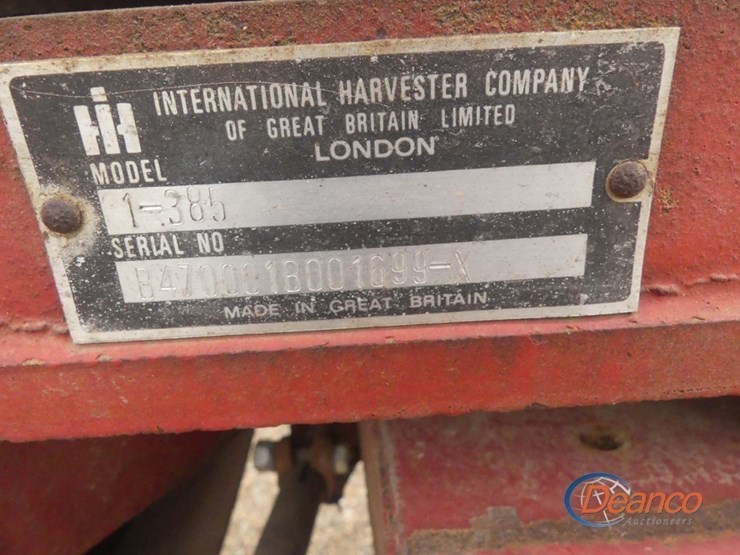 IH
INTERNATIONAL HARVESTER COMPANY
OF GREAT BRITAIN LIMITED
LONDON
MODEL
1-385
SERIAL NO
MADE IN GREAT BRITAIN
Deanco
Auctioneers